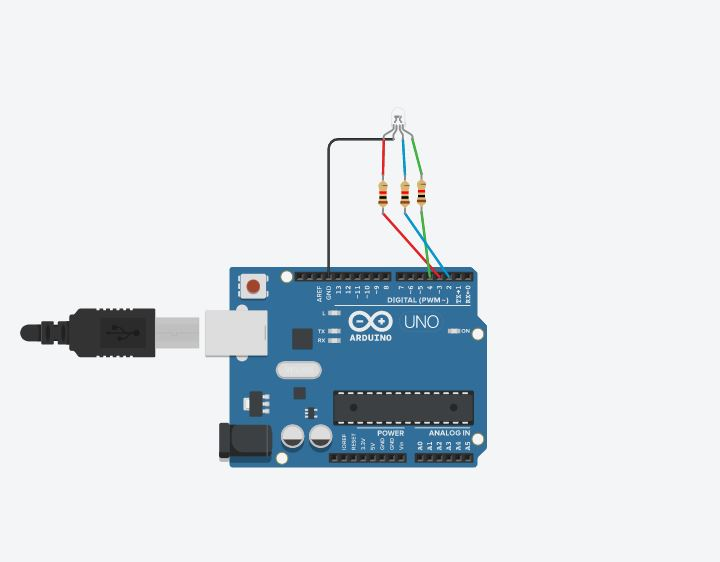 AREF
GND
13
12
~11
~10
~9
8
7
~6
~5
4
~3
2
TX→1
RX←0
DIGITAL (PWM~)
L
TX
RX
ARDUINO
UNO
ON
POWER
ANALOG IN
IOREF
RESET
3.3V
5V
GND
GND
Vin
A0
A1
A2
A3
A4
A5